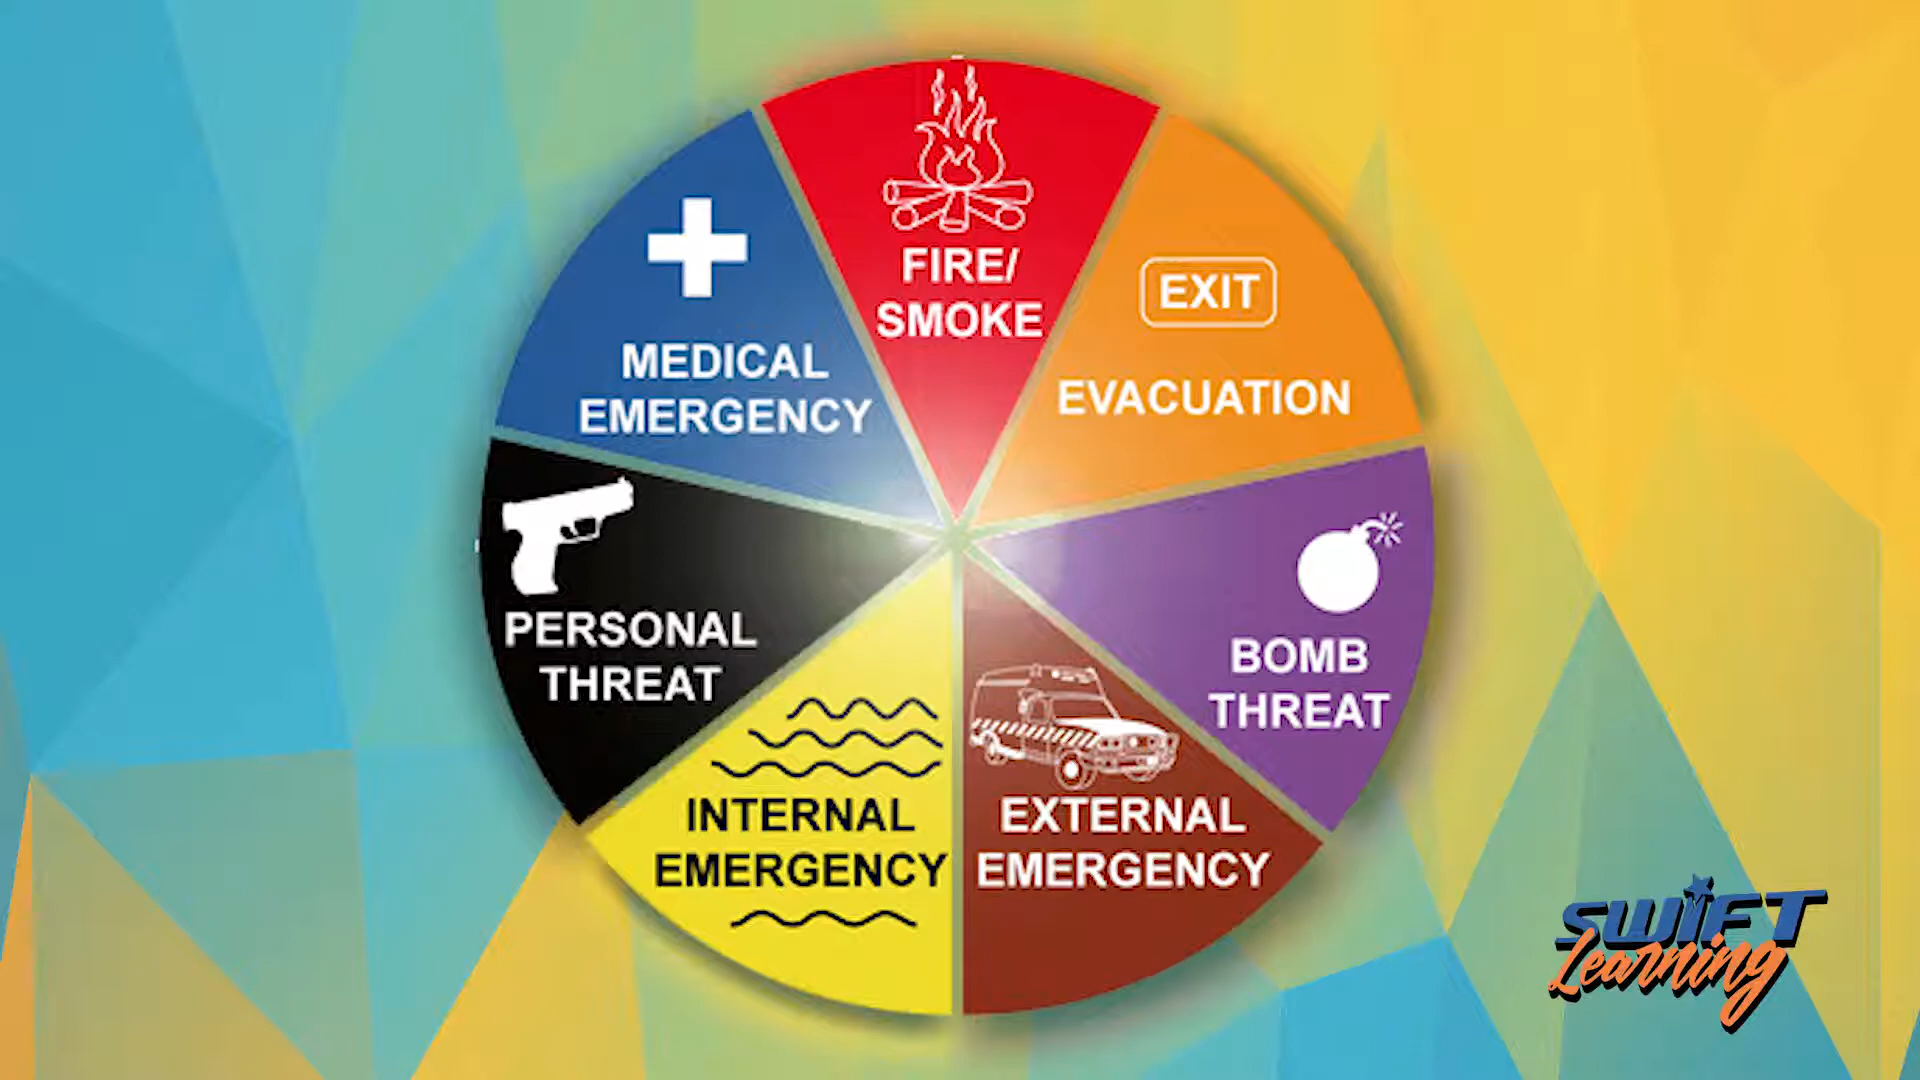 FIRE/
SMOKE
EXIT
EVACUATION
MEDICAL
EMERGENCY
PERSONAL
THREAT
BOMB
THREAT
INTERNAL
EMERGENCY
EXTERNAL
EMERGENCY
SWIFT
Learning